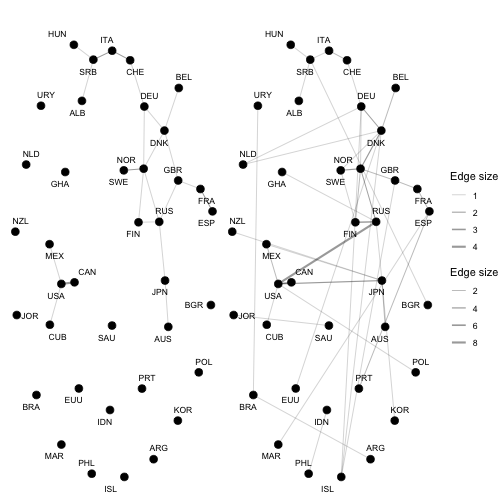 HUN
ITA
SRB
CHE
BEL
URY
ALB
DEU
DNK
NLD
GHA
NOR
SWE
GBR
FRA
ESP
NZL
FIN
RUS
MEX
CAN
USA
JPN
BGR
JOR
CUB
SAU
AUS
POL
BRA
EUU
PRT
IDN
KOR
MAR
PHL
ARG
ISL
HUN
ITA
SRB
CHE
BEL
URY
ALB
DEU
DNK
NLD
GHA
NOR
SWE
GBR
FRA
ESP
NZL
FIN
RUS
MEX
CAN
USA
JPN
BGR
JOR
CUB
SAU
AUS
POL
BRA
EUU
PRT
IDN
KOR
MAR
PHL
ARG
ISL
Edge size
1
2
3
4
Edge size
2
4
6
8